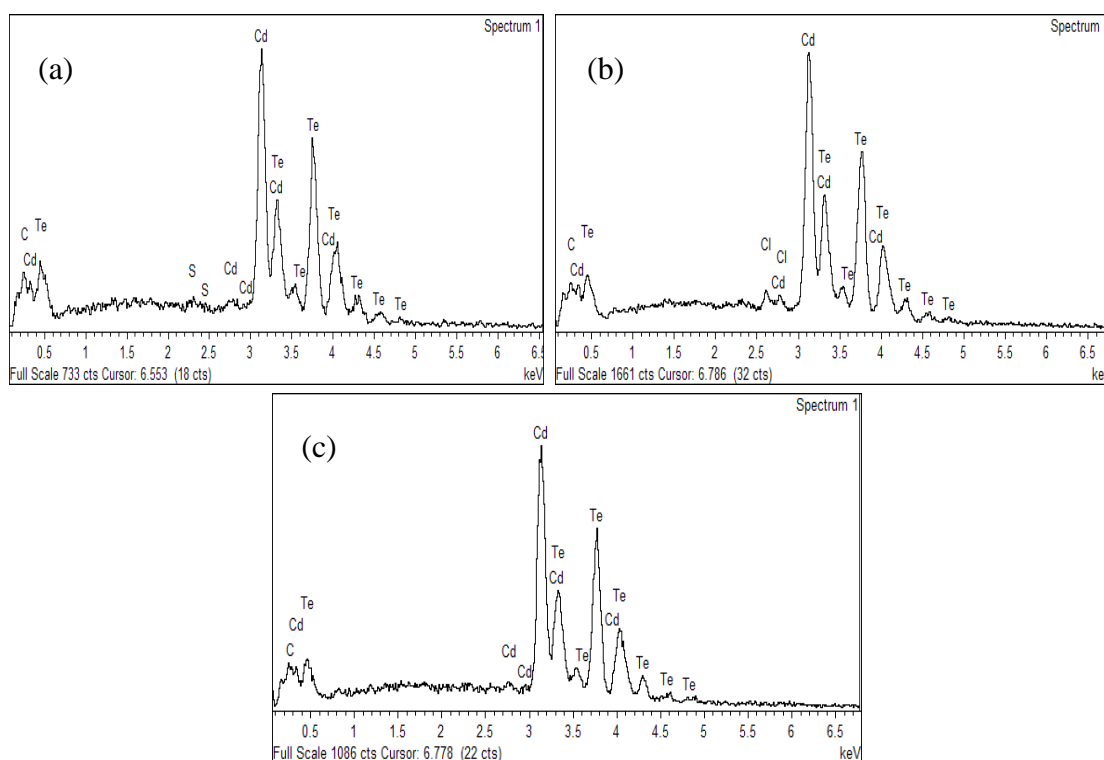 Spectrum 1
(a)
Cd
Te
Te
Cd
C
Te
Cd
S
S
Cd
Cd
Te
Te
Cd
Te
Te
Te
0.5 1 1.5 2 2.5 3 3.5 4 4.5 5 5.5 6 6.5
Full Scale 733 cts Cursor: 6.553 (18 cts)
keV
Spectrum
(b)
Cd
Te
Te
Cd
C
Te
Cd
Cl
Cl
Cd
Te
Te
Cd
Te
Te
Te
0.5 1 1.5 2 2.5 3 3.5 4 4.5 5 5.5 6 6.5
Full Scale 1661 cts Cursor: 6.786 (32 cts)
ke
Spectrum 1
(c)
Cd
Te
Te
Cd
Te
Cd
C
Cd
Cd
Te
Te
Cd
Te
Te
Te
0.5 1 1.5 2 2.5 3 3.5 4 4.5 5 5.5 6 6.5
Full Scale 1086 cts Cursor: 6.778 (22 cts)
keV